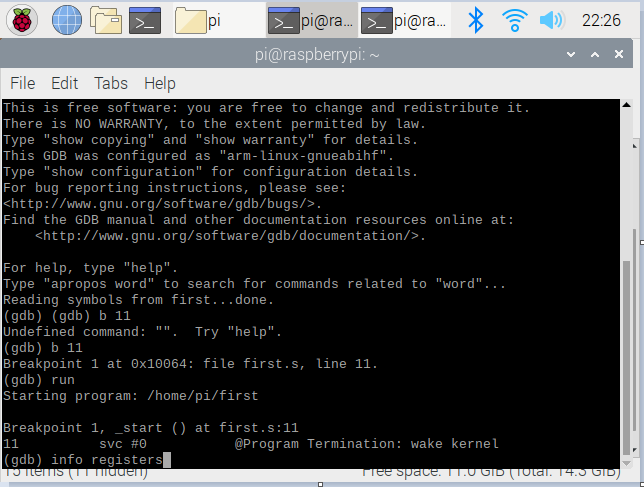 pi
pi@ra...
pi@ra...
22:26
pi@raspberrypi: ~
File Edit Tabs Help
This is free software: you are free to change and redistribute it.
There is NO WARRANTY, to the extent permitted by law.
Type "show copying" and "show warranty" for details.
This GDB was configured as "arm-linux-gnueabihf".
Type "show configuration" for configuration details.
For bug reporting instructions, please see:
<http://www.gnu.org/software/gdb/bugs/>.
Find the GDB manual and other documentation resources online at:
    <http://www.gnu.org/software/gdb/documentation/>.

For help, type "help".
Type "apropos word" to search for commands related to "word"...
Reading symbols from first...done.
(gdb) (gdb) b 11
Undefined command: "".  Try "help".
(gdb) b 11
Breakpoint 1 at 0x10064: file first.s, line 11.
(gdb) run
Starting program: /home/pi/first

Breakpoint 1, _start () at first.s:11
11          svc #0          @Program Termination: wake kernel
(gdb) info registers
15 items (11 hidden) Free space: 11.0 GiB (Total: 14.3 GiB)